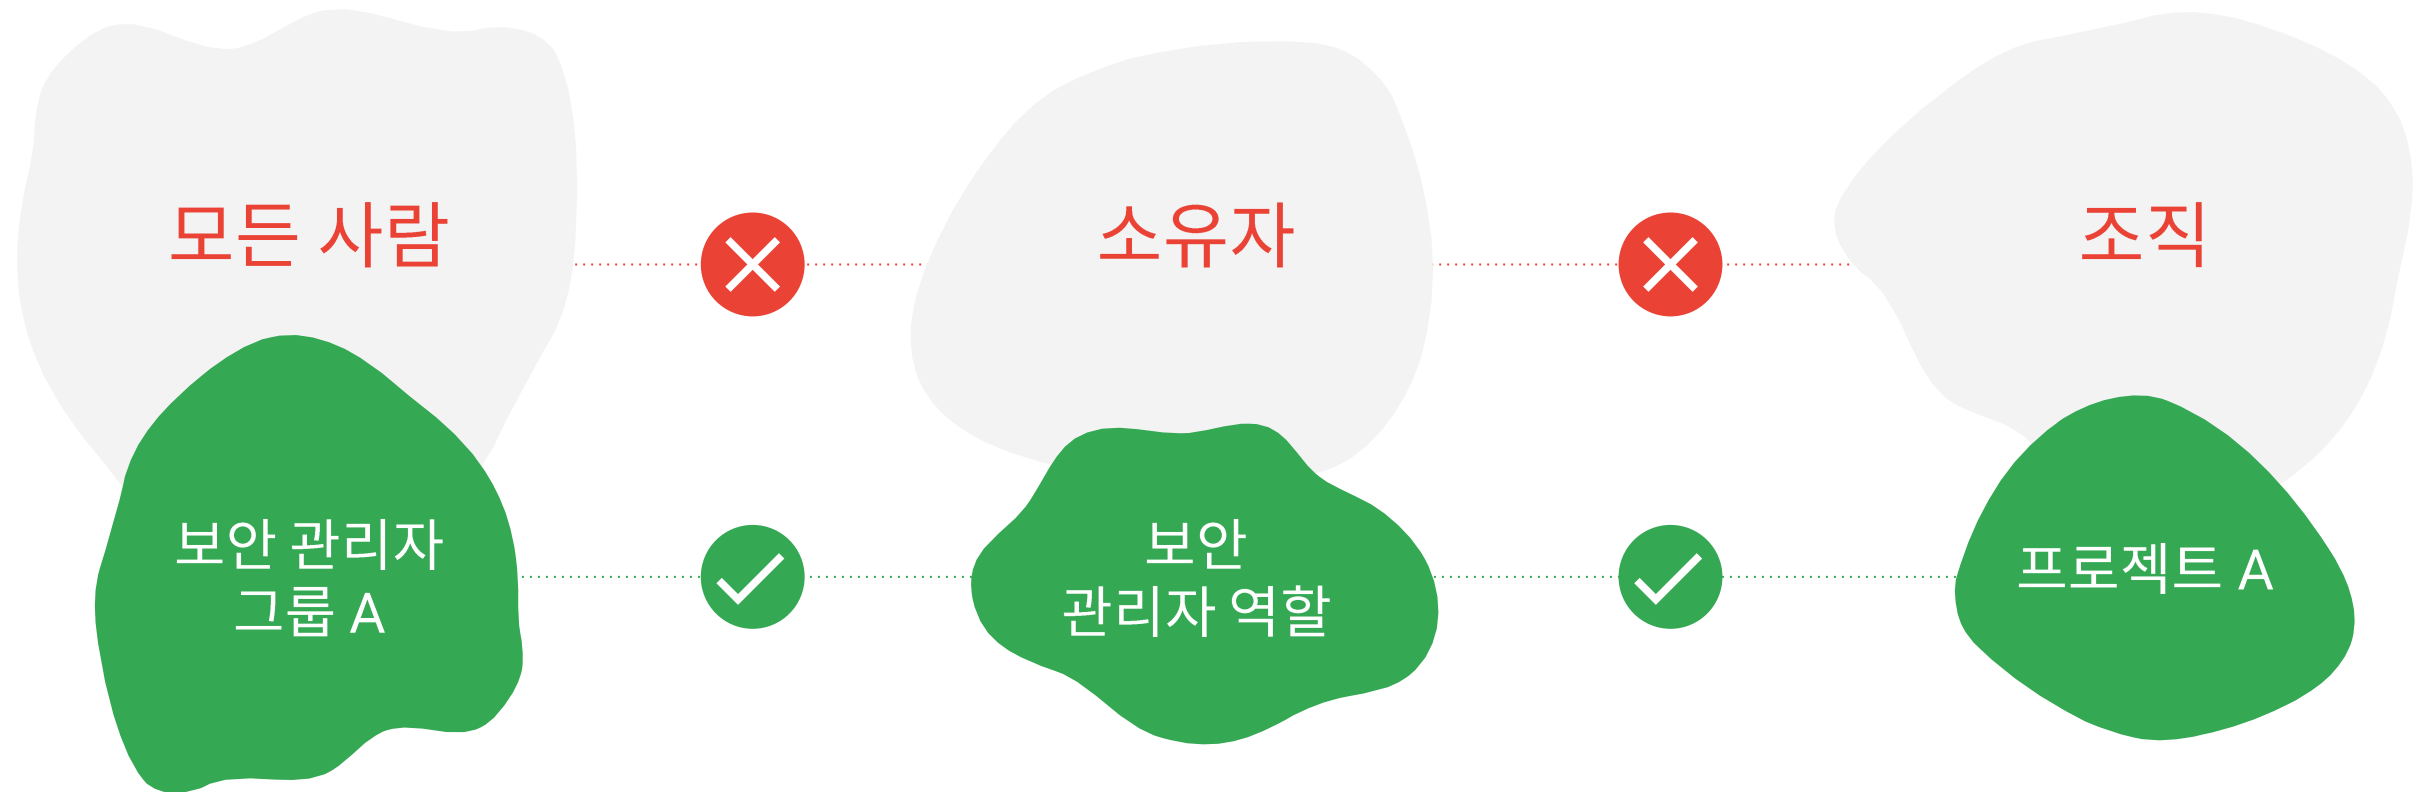 모든 사람
소유자
조직
보안 관리자
그룹 A
보안
관리자 역할
프로젝트 A